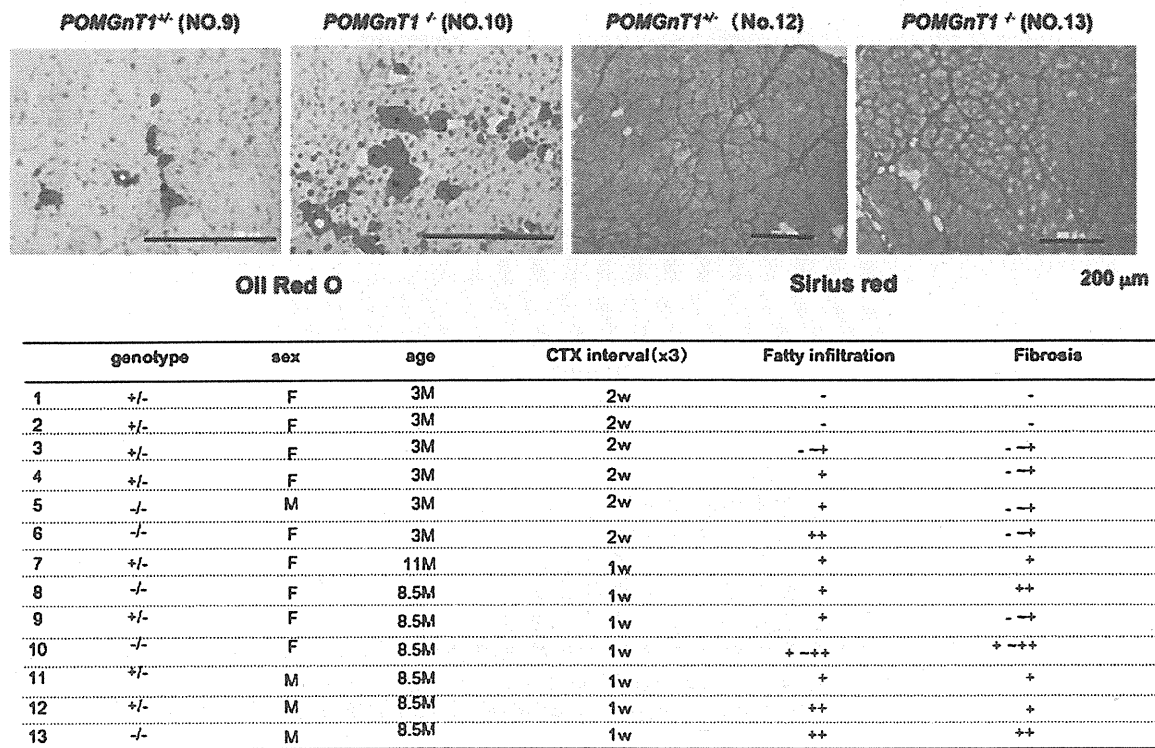 POMGnT1+/- (NO.9) POMGnT1 -/- (NO.10) POMGnT1+/- (No.12) POMGnT1 -/- (NO.13)
Oil Red O Sirius red 200 µm
genotype sex age CTX interval(x3) Fatty infiltration Fibrosis
1 +/- F 3M 2w - -
2 +/- F 3M 2w - -
3 +/- F 3M 2w - ~+ - ~+
4 +/- F 3M 2w + - ~+
5 -/- M 3M 2w + - ~+
6 -/- F 3M 2w ++ - ~+
7 +/- F 11M 1w + +
8 -/- F 8.5M 1w + ++
9 +/- F 8.5M 1w + - ~+
10 -/- F 8.5M 1w + ~++ + ~++
11 +/- M 8.5M 1w + +
12 +/- M 8.5M 1w ++ +
13 -/- M 8.5M 1w ++ ++